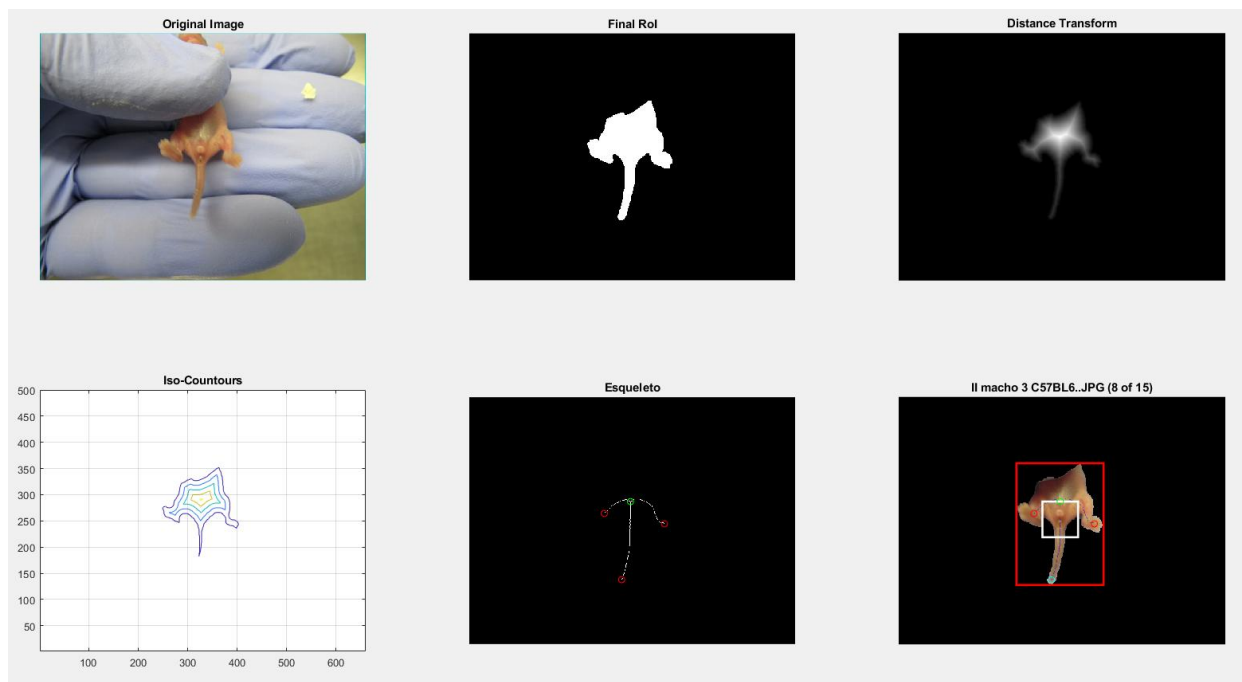 Original Image
Final RoI
Distance Transform
Iso-Countours
500
450
400
350
300
250
200
150
100
50
100
200
300
400
500
600
Esqueleto
II macho 3 C57BL6..JPG (8 of 15)